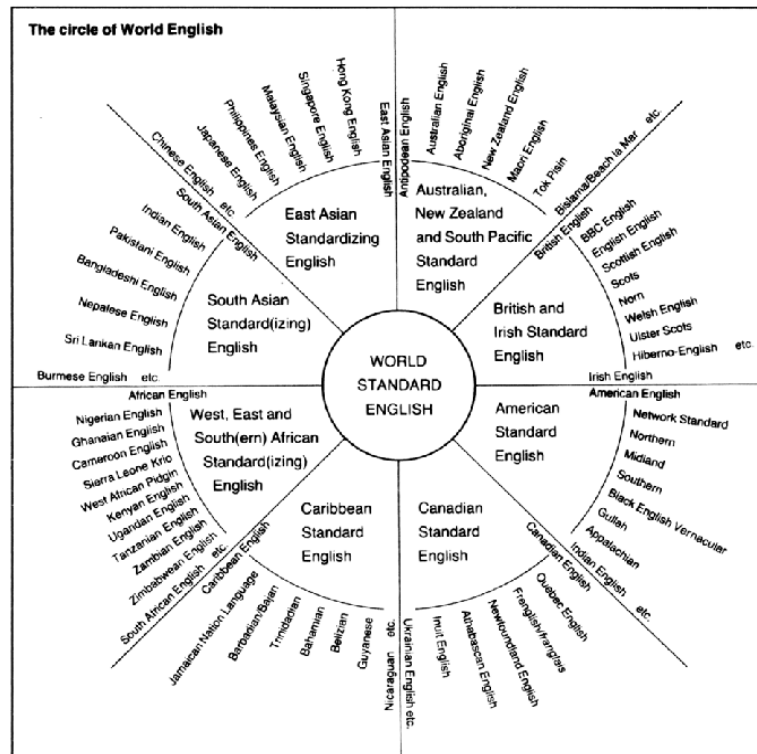 The circle of World English
WORLD
STANDARD
ENGLISH
Australian,
New Zealand
and South Pacific
Standard
English
Antipodean English
Australian English
Aboriginal English
New Zealand English
Maori English
Tok Pisin
Bislama/Beach la Mar etc.
British and
Irish Standard
English
British English
BBC English
English English
Scottish English
Scots
Norn
Welsh English
Ulster Scots
Hiberno-English etc.
Irish English
American
Standard
English
American English
Network Standard
Northern
Midland
Southern
Black English Vernacular
Gullah
Appalachian
Indian English etc.
Canadian
Standard
English
Canadian English
Quebec English
Frenglish/franglais
Newfoundland English
Athabascan English
Inuit English
Ukrainian English etc.
Caribbean
Standard
English
Caribbean English
Jamaican Nation Language
Barbadian/Bajan
Trinidadian
Bahamian
Belizian
Guyanese
Nicaraguan etc.
West, East and
South(ern) African
Standard(izing)
English
African English
Nigerian English
Ghanaian English
Cameroon English
Sierra Leone Krio
West African Pidgin
Kenyan English
Ugandan English
Tanzanian English
Zambian English
Zimbabwean English
South African English etc.
South Asian
Standard(izing)
English
South Asian English
Indian English
Pakistani English
Bangladeshi English
Nepalese English
Sri Lankan English
Burmese English etc.
East Asian
Standardizing
English
East Asian English
Hong Kong English
Singapore English
Malaysian English
Philippines English
Japanese English
Chinese English etc